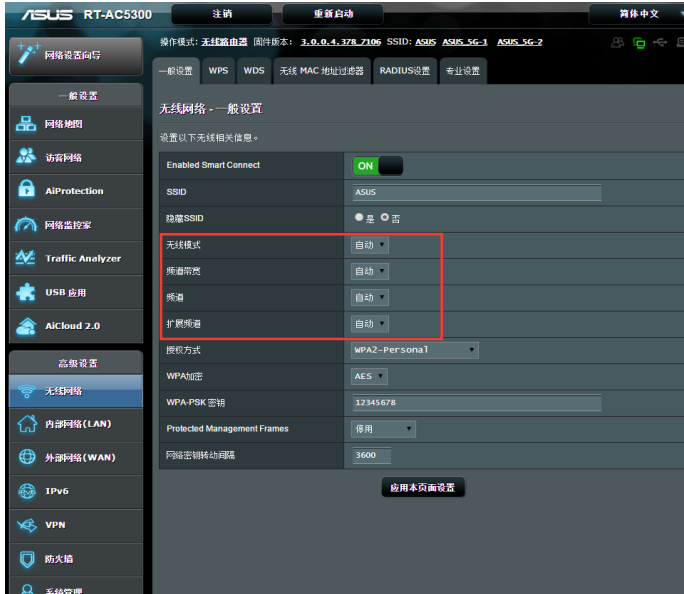 ASUS RT-AC5300 注销 重新启动 简体中文
网络设置向导
操作模式: 无线路由器 固件版本: 3.0.0.4.378_7106 SSID: ASUS ASUS_5G-1 ASUS_5G-2
一般设置 WPS WDS 无线 MAC 地址过滤器 RADIUS设置 专业设置
一般设置
网络地图
访客网络
AiProtection
网络监控家
Traffic Analyzer
USB 应用
AiCloud 2.0
高级设置
无线网络
内部网络(LAN)
外部网络(WAN)
IPv6
VPN
防火墙
系统管理
无线网络 - 一般设置
设置以下无线相关信息。
Enabled Smart Connect ON
SSID ASUS
隐藏SSID 是 否
无线模式 自动
频道带宽 自动
频道 自动
扩展频道 自动
授权方式 WPA2-Personal
WPA加密 AES
WPA-PSK 密钥 12345678
Protected Management Frames 停用
网络密钥转动间隔 3600
应用本页面设置